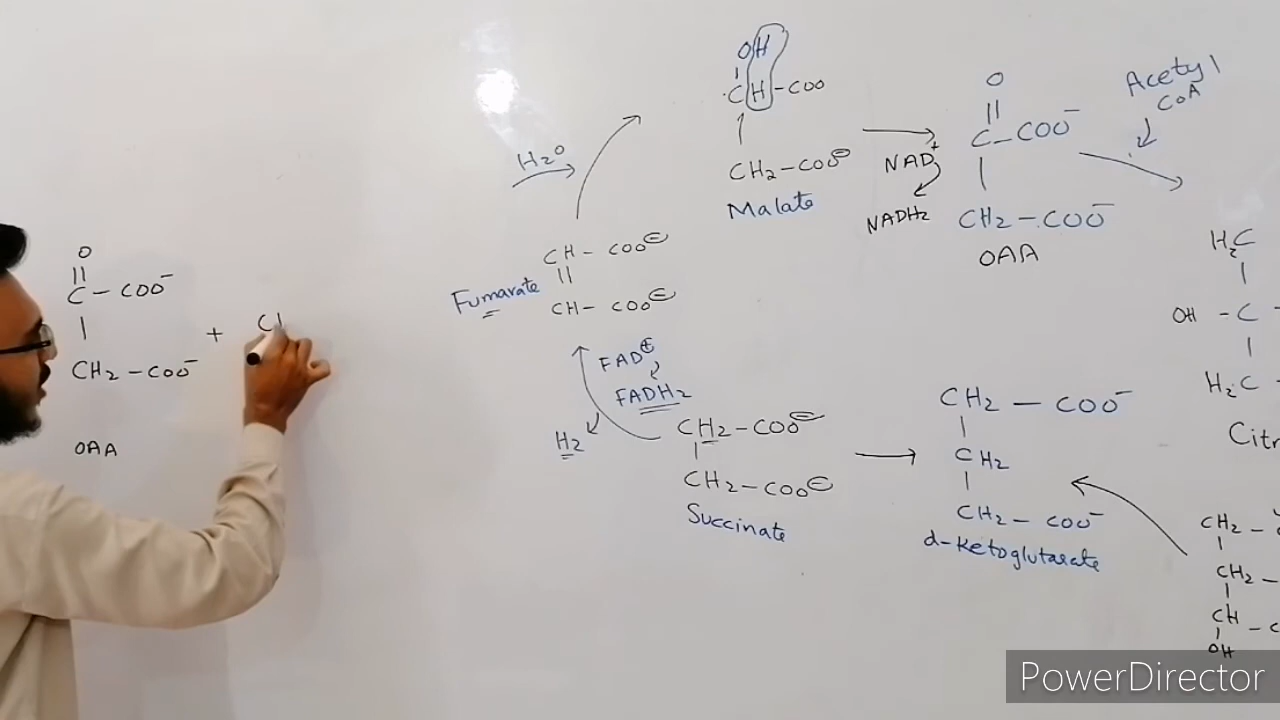 O
||
C – COO⁻
|
CH₂ – COO⁻
OAA
+
CH
H₂O
Fumarate
CH – COO⊖
||
CH – COO⊖
OH
|
C H – COO
|
CH₂ – COO⊖
Malate
NAD⁺
NADH₂
O
||
C – COO⁻
|
CH₂ – COO⁻
OAA
Acetyl
CoA
H₂C
|
OH – C –
|
H₂C –
Citr
FAD⊕
FADH₂
H₂
CH₂ – COO⊖
|
CH₂ – COO⊖
Succinate
CH₂ – COO⁻
|
CH₂
|
CH₂ – COO⁻
α-Ketoglutarate
CH₂ –
|
CH₂ –
|
CH – C
|
OH
PowerDirector